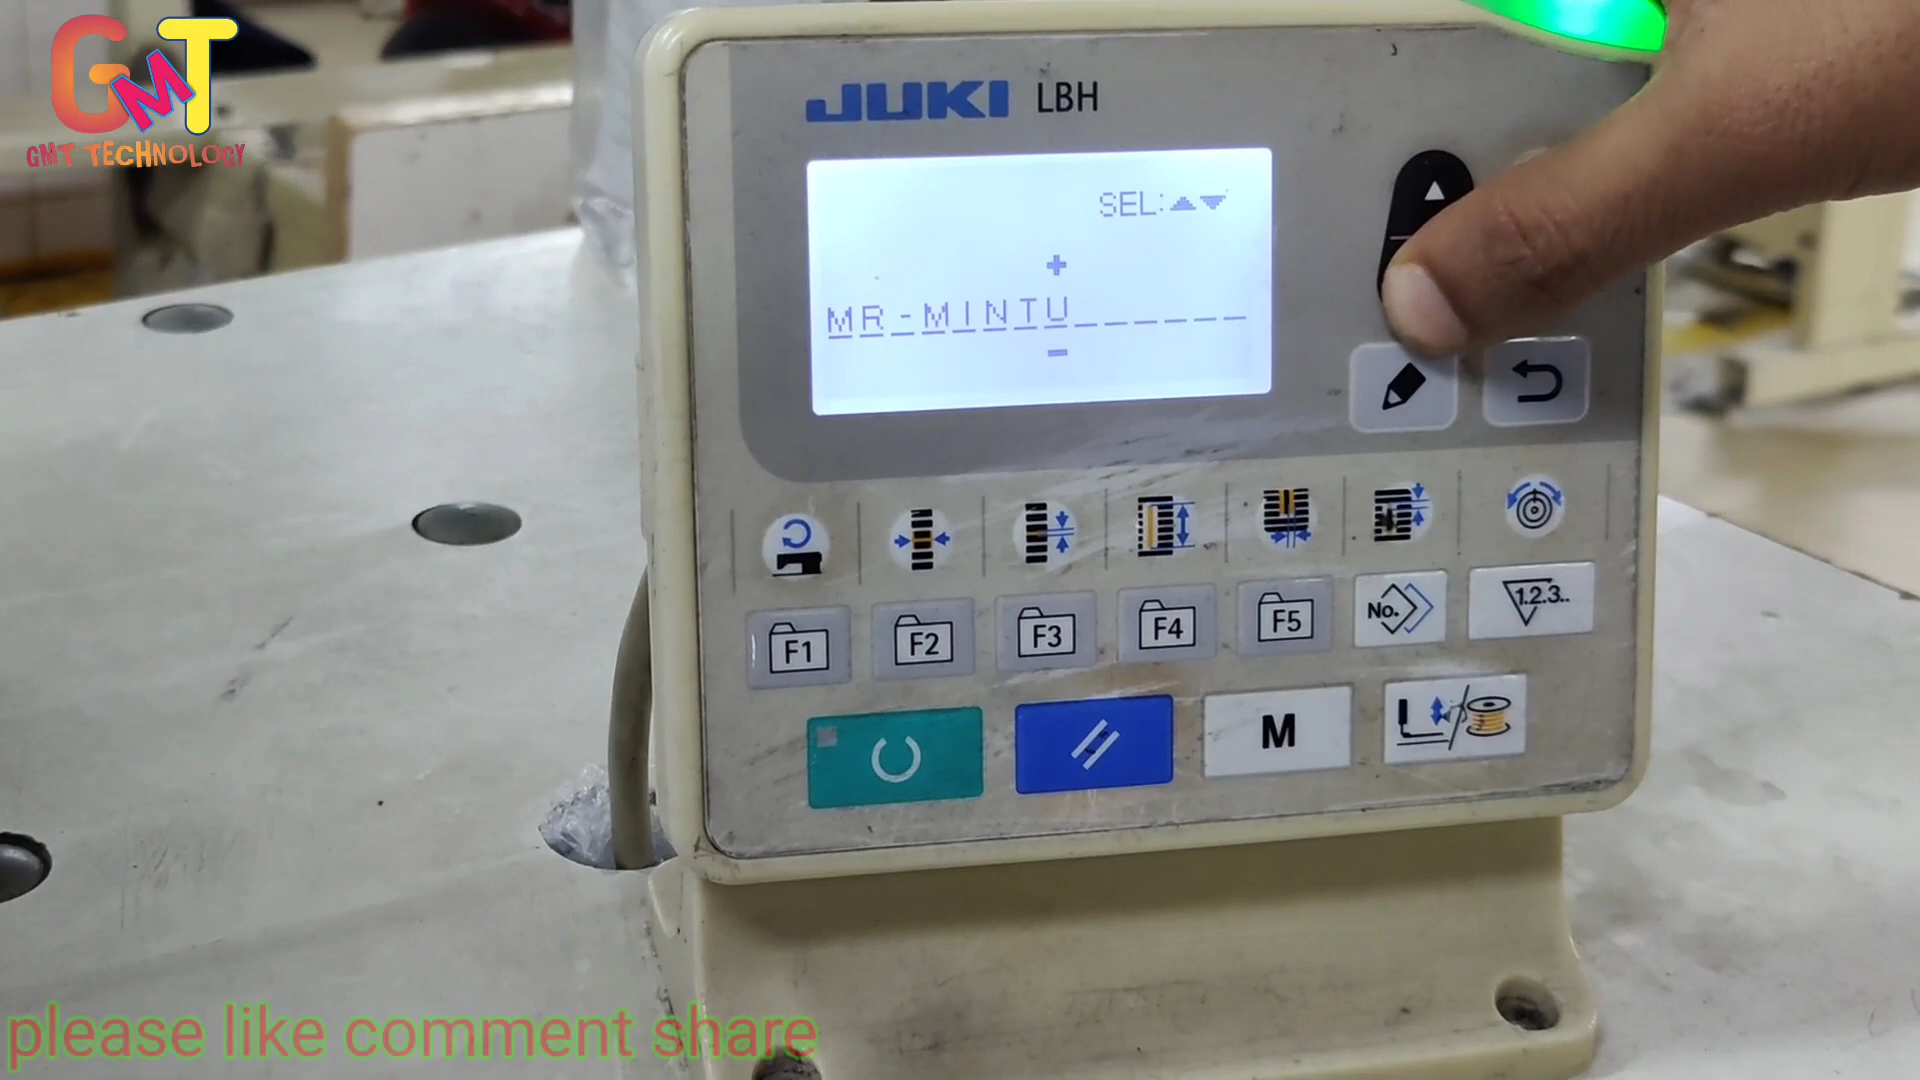 GMT
GMT TECHNOLOGY
JUKI LBH
SEL:▲▼
+
MR-MINTU_ _ _ _ _ _
-
F1 F2 F3 F4 F5 No. 1.2.3..
M
please like comment share